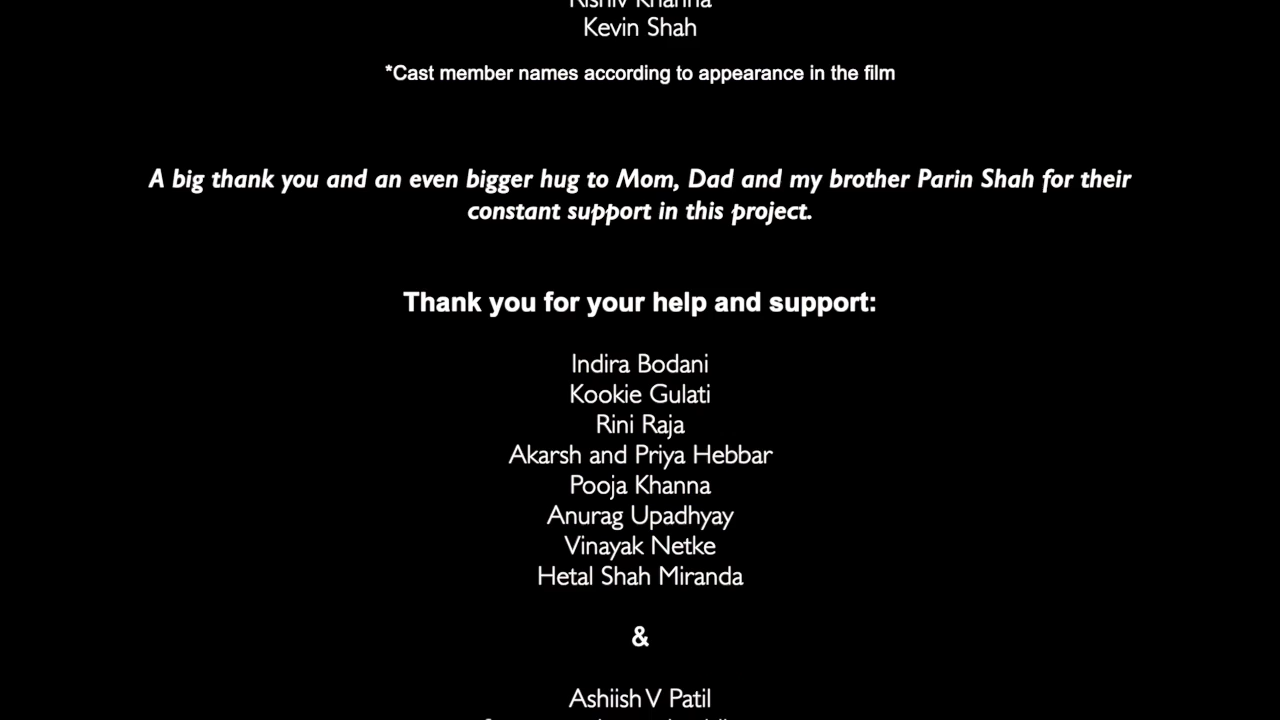 Kevin Shah
*Cast member names according to appearance in the film
A big thank you and an even bigger hug to Mom, Dad and my brother Parin Shah for their
constant support in this project.
Thank you for your help and support:
Indira Bodani
Kookie Gulati
Rini Raja
Akarsh and Priya Hebbar
Pooja Khanna
Anurag Upadhyay
Vinayak Netke
Hetal Shah Miranda
&
Ashiish V Patil